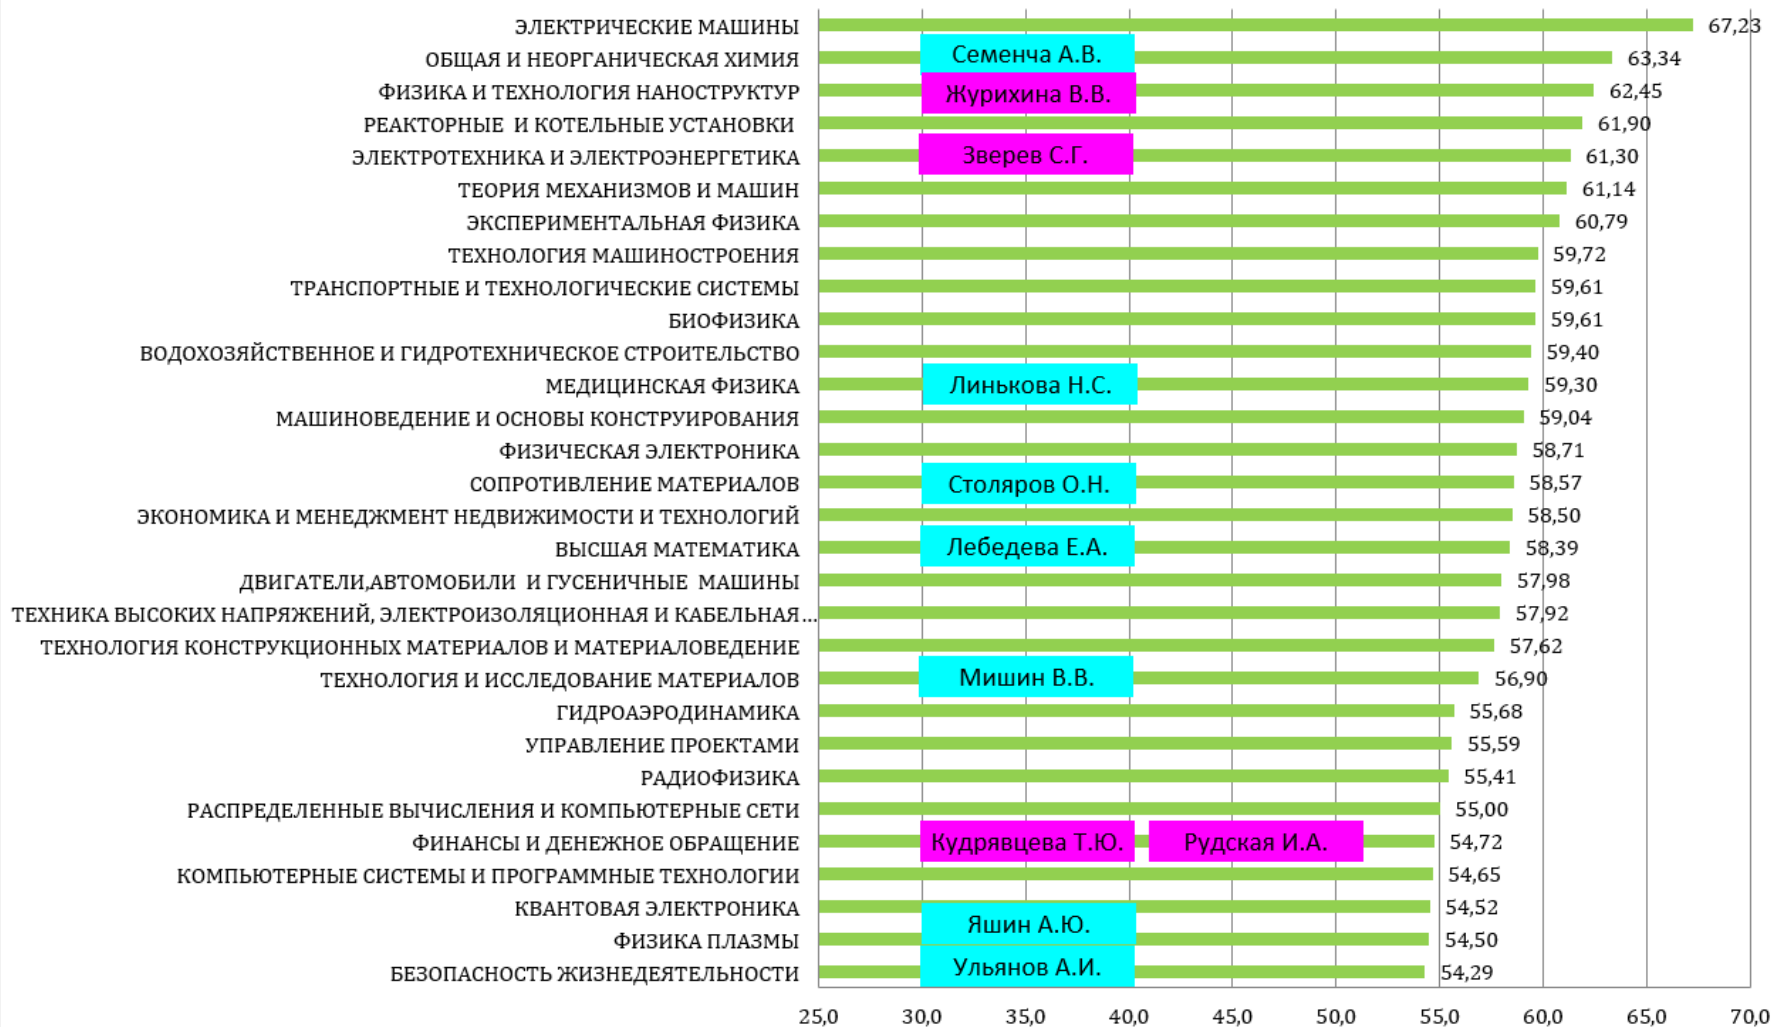 ЭЛЕКТРИЧЕСКИЕ МАШИНЫ 67,23
ОБЩАЯ И НЕОРГАНИЧЕСКАЯ ХИМИЯ Семенча А.В. 63,34
ФИЗИКА И ТЕХНОЛОГИЯ НАНОСТРУКТУР Журихина В.В. 62,45
РЕАКТОРНЫЕ И КОТЕЛЬНЫЕ УСТАНОВКИ 61,90
ЭЛЕКТРОТЕХНИКА И ЭЛЕКТРОЭНЕРГЕТИКА Зверев С.Г. 61,30
ТЕОРИЯ МЕХАНИЗМОВ И МАШИН 61,14
ЭКСПЕРИМЕНТАЛЬНАЯ ФИЗИКА 60,79
ТЕХНОЛОГИЯ МАШИНОСТРОЕНИЯ 59,72
ТРАНСПОРТНЫЕ И ТЕХНОЛОГИЧЕСКИЕ СИСТЕМЫ 59,61
БИОФИЗИКА 59,61
ВОДОХОЗЯЙСТВЕННОЕ И ГИДРОТЕХНИЧЕСКОЕ СТРОИТЕЛЬСТВО 59,40
МЕДИЦИНСКАЯ ФИЗИКА Линькова Н.С. 59,30
МАШИНОВЕДЕНИЕ И ОСНОВЫ КОНСТРУИРОВАНИЯ 59,04
ФИЗИЧЕСКАЯ ЭЛЕКТРОНИКА 58,71
СОПРОТИВЛЕНИЕ МАТЕРИАЛОВ Столяров О.Н. 58,57
ЭКОНОМИКА И МЕНЕДЖМЕНТ НЕДВИЖИМОСТИ И ТЕХНОЛОГИЙ 58,50
ВЫСШАЯ МАТЕМАТИКА Лебедева Е.А. 58,39
ДВИГАТЕЛИ,АВТОМОБИЛИ И ГУСЕНИЧНЫЕ МАШИНЫ 57,98
ТЕХНИКА ВЫСОКИХ НАПРЯЖЕНИЙ, ЭЛЕКТРОИЗОЛЯЦИОННАЯ И КАБЕЛЬНАЯ... 57,92
ТЕХНОЛОГИЯ КОНСТРУКЦИОННЫХ МАТЕРИАЛОВ И МАТЕРИАЛОВЕДЕНИЕ 57,62
ТЕХНОЛОГИЯ И ИССЛЕДОВАНИЕ МАТЕРИАЛОВ Мишин В.В. 56,90
ГИДРОАЭРОДИНАМИКА 55,68
УПРАВЛЕНИЕ ПРОЕКТАМИ 55,59
РАДИОФИЗИКА 55,41
РАСПРЕДЕЛЕННЫЕ ВЫЧИСЛЕНИЯ И КОМПЬЮТЕРНЫЕ СЕТИ 55,00
ФИНАНСЫ И ДЕНЕЖНОЕ ОБРАЩЕНИЕ Кудрявцева Т.Ю. Рудская И.А. 54,72
КОМПЬЮТЕРНЫЕ СИСТЕМЫ И ПРОГРАММНЫЕ ТЕХНОЛОГИИ 54,65
КВАНТОВАЯ ЭЛЕКТРОНИКА 54,52
Яшин А.Ю.
ФИЗИКА ПЛАЗМЫ 54,50
БЕЗОПАСНОСТЬ ЖИЗНЕДЕЯТЕЛЬНОСТИ Ульянов А.И. 54,29
25,0 30,0 35,0 40,0 45,0 50,0 55,0 60,0 65,0 70,0